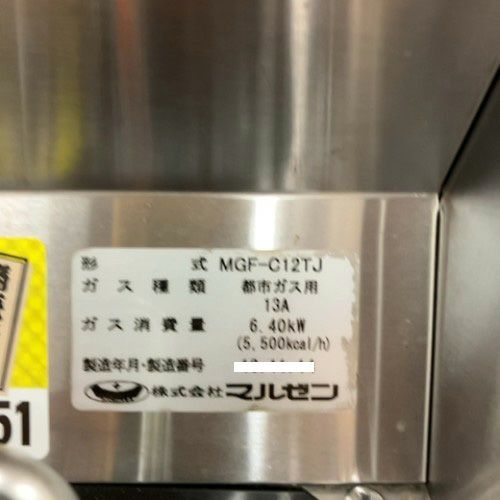 形 式 MGF-C12TJ
ガス種類 都市ガス用
13A
ガス消費量 6.40kW
(5,500kcal/h)
製造年月・製造番号
株式会社マルゼン
51